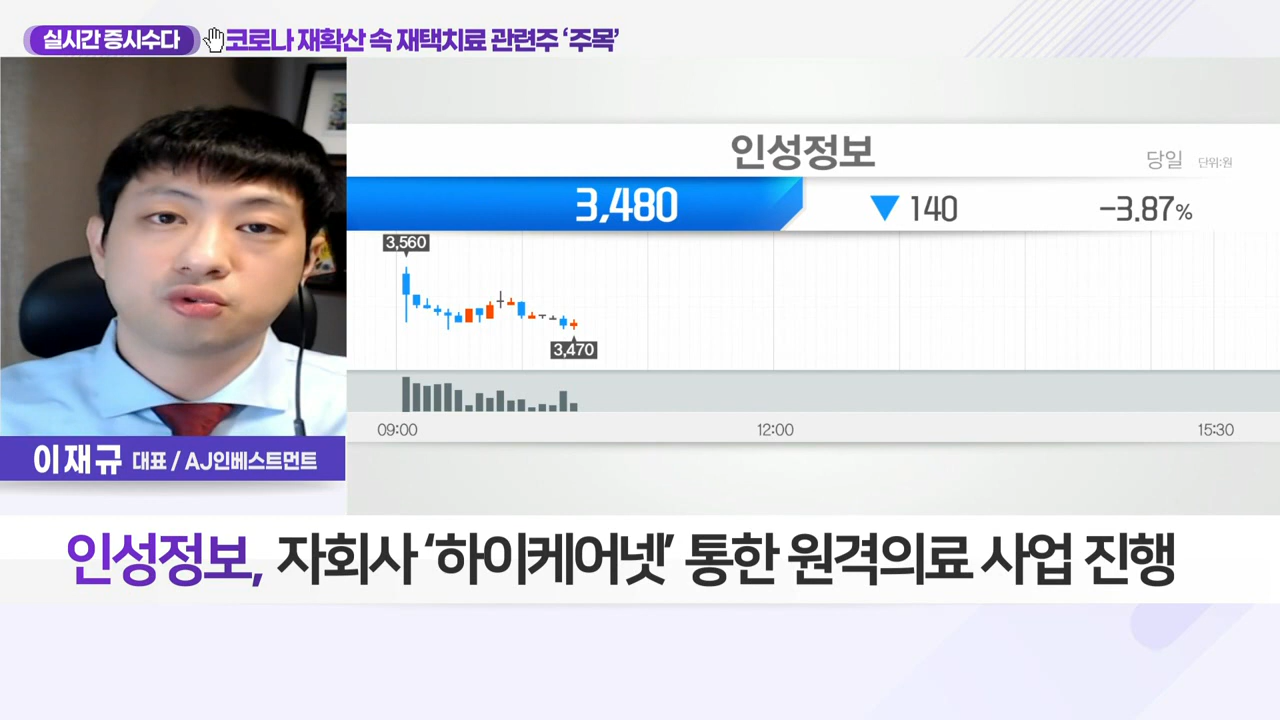 실시간 증시수다
코로나 재확산 속 재택치료 관련주 ‘주목’
인성정보
당일 단위:원
3,480 ▼ 140 -3.87%
3,560
3,470
09:00 12:00 15:30
이재규 대표 / AJ인베스트먼트
인성정보, 자회사 ‘하이케어넷’ 통한 원격의료 사업 진행